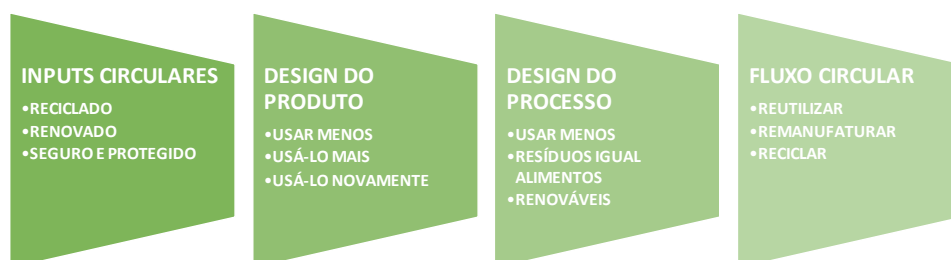 INPUTS CIRCULARES
•RECICLADO
•RENOVADO
•SEGURO E PROTEGIDO
DESIGN DO
PRODUTO
•USAR MENOS
•USÁ-LO MAIS
•USÁ-LO NOVAMENTE
DESIGN DO
PROCESSO
•USAR MENOS
•RESÍDUOS IGUAL
ALIMENTOS
•RENOVÁVEIS
FLUXO CIRCULAR
•REUTILIZAR
•REMANUFATURAR
•RECICLAR